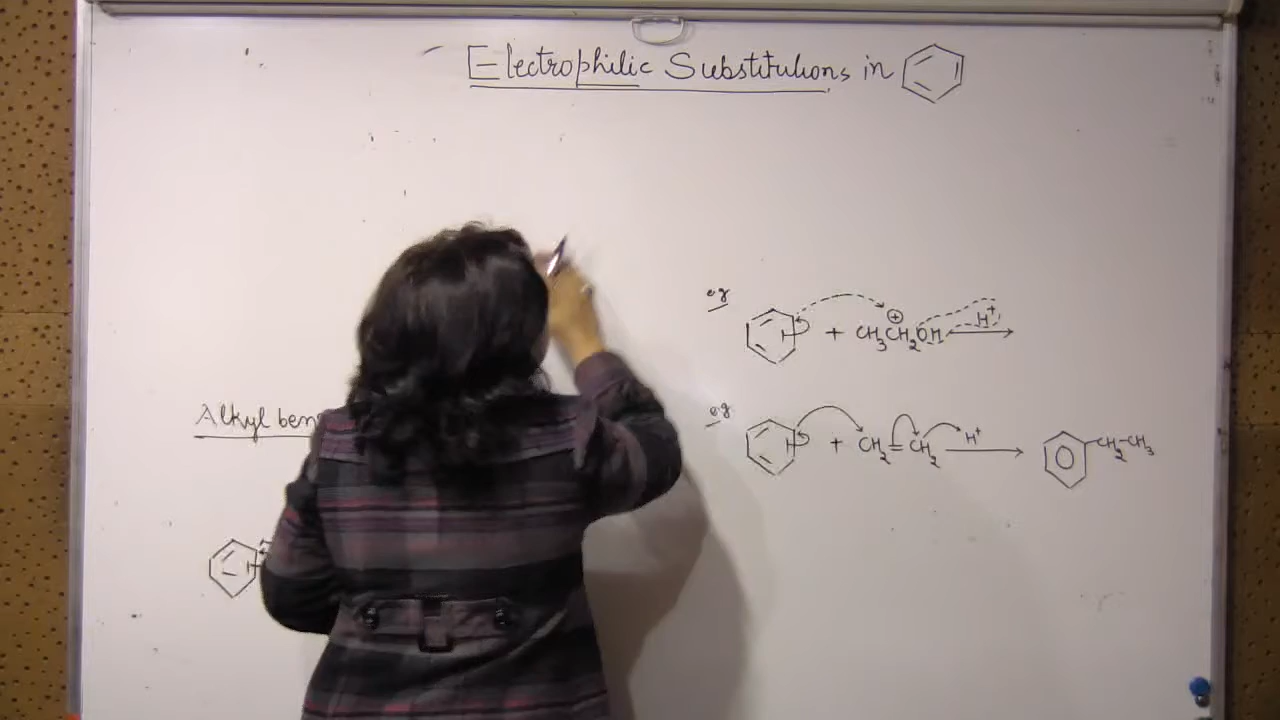 Electrophilic Substitutions in
eg
+ CH₃CH₂OH H⁺
⊕
Alkyl ben
eg
H + CH₂=CH₂ H⁺ CH₂-CH₃
H